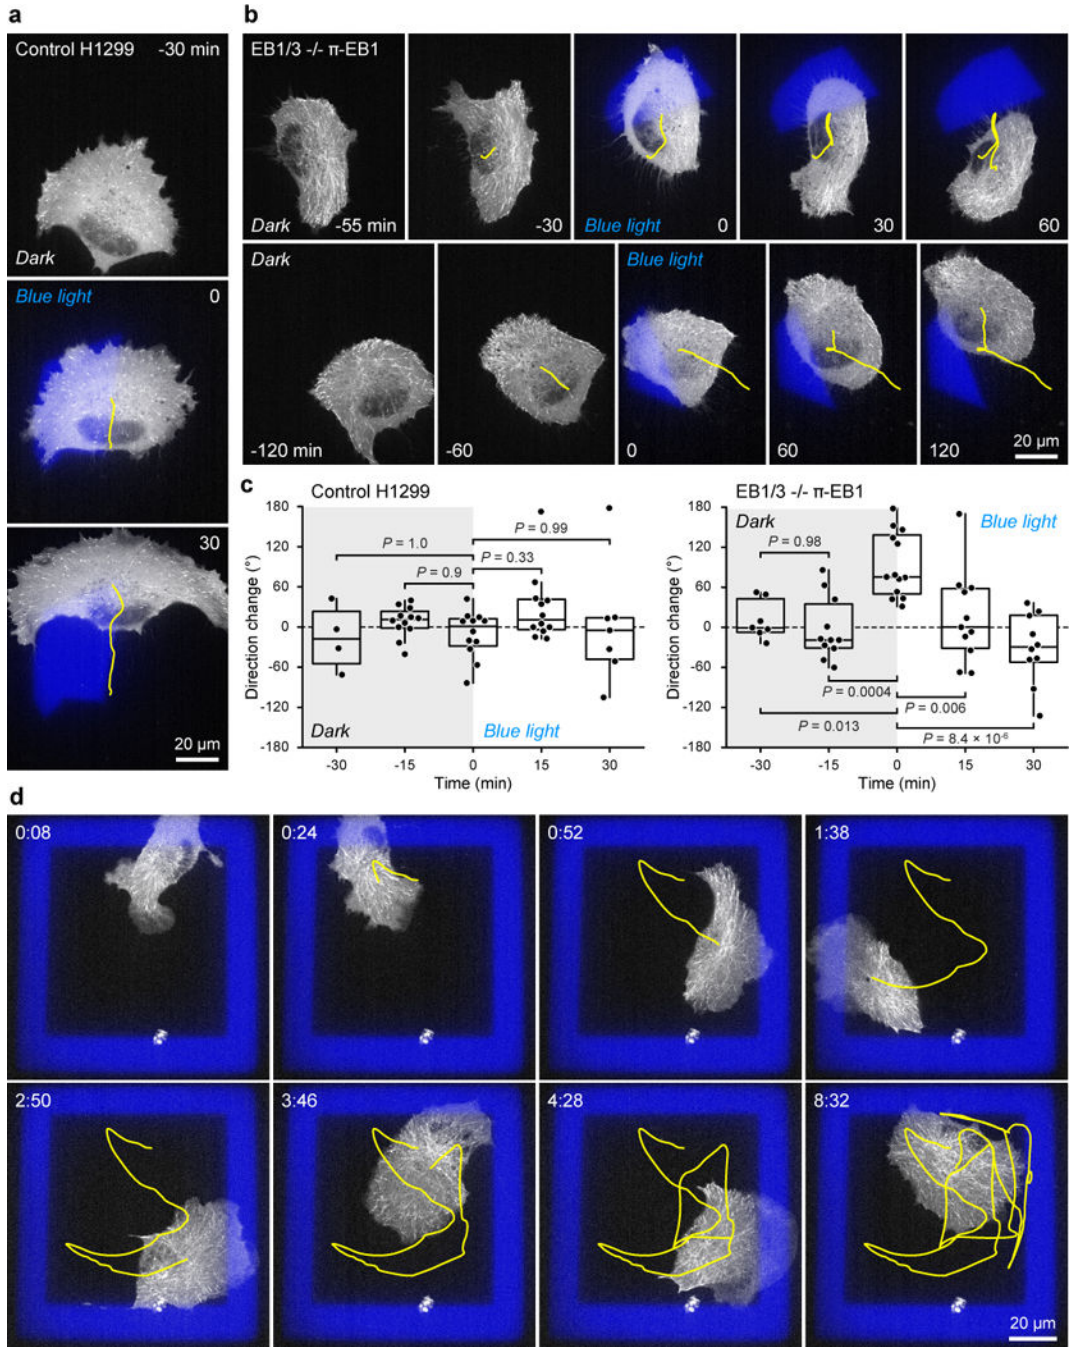 a
Control H1299 -30 min
Dark
Blue light 0
30
20 µm
b
EB1/3 -/- π-EB1
Dark -55 min
-30
Blue light 0
30
60
Dark
-120 min
-60
Blue light
0
60
120
20 µm
c
Control H1299
180
120
60
0
-60
-120
-180
Direction change (°)
P = 1.0
P = 0.9
P = 0.99
P = 0.33
Dark
Blue light
-30 -15 0 15 30
Time (min)
EB1/3 -/- π-EB1
180
120
60
0
-60
-120
-180
Direction change (°)
Dark
Blue light
P = 0.98
P = 0.0004
P = 0.006
P = 0.013
P = 8.4 × 10⁻⁶
-30 -15 0 15 30
Time (min)
d
0:08
0:24
0:52
1:38
2:50
3:46
4:28
8:32
20 µm